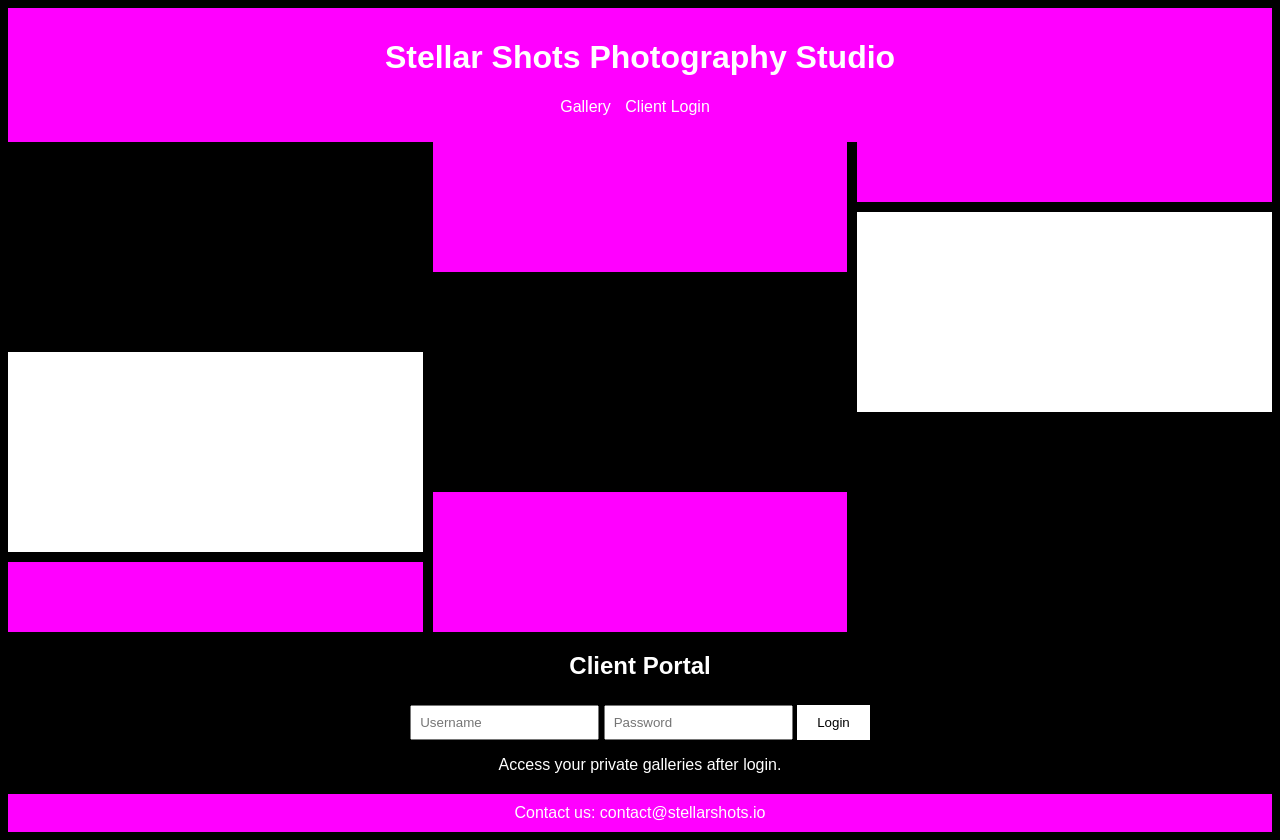 Stellar Shots Photography Studio
Gallery Client Login
Client Portal
Username Password Login
Access your private galleries after login.
Contact us: contact@stellarshots.io